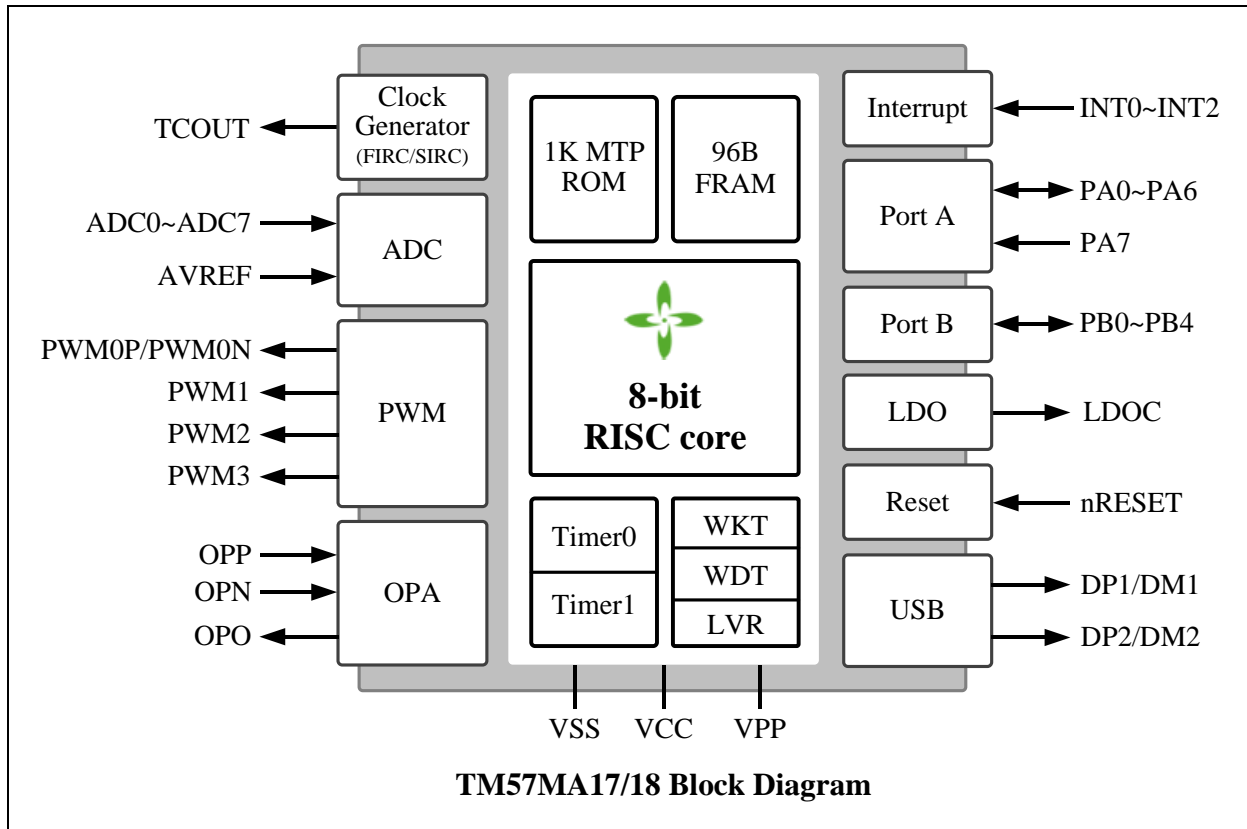 TCOUT
ADC0~ADC7
AVREF
PWM0P/PWM0N
PWM1
PWM2
PWM3
OPP
OPN
OPO
Clock
Generator
(FIRC/SIRC)
ADC
PWM
OPA
1K MTP
ROM
96B
FRAM
8-bit
RISC core
Timer0
Timer1
WKT
WDT
LVR
Interrupt
Port A
Port B
LDO
Reset
USB
INT0~INT2
PA0~PA6
PA7
PB0~PB4
LDOC
nRESET
DP1/DM1
DP2/DM2
VSS
VCC
VPP
TM57MA17/18 Block Diagram